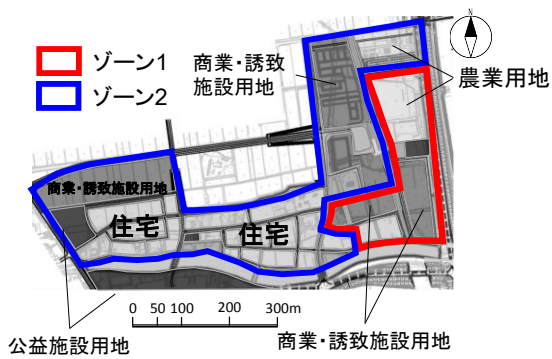 ゾーン1
ゾーン2
商業・誘致
施設用地
N
農業用地
商業・誘致施設用地
住宅
住宅
0 50 100 200 300m
公益施設用地
商業・誘致施設用地